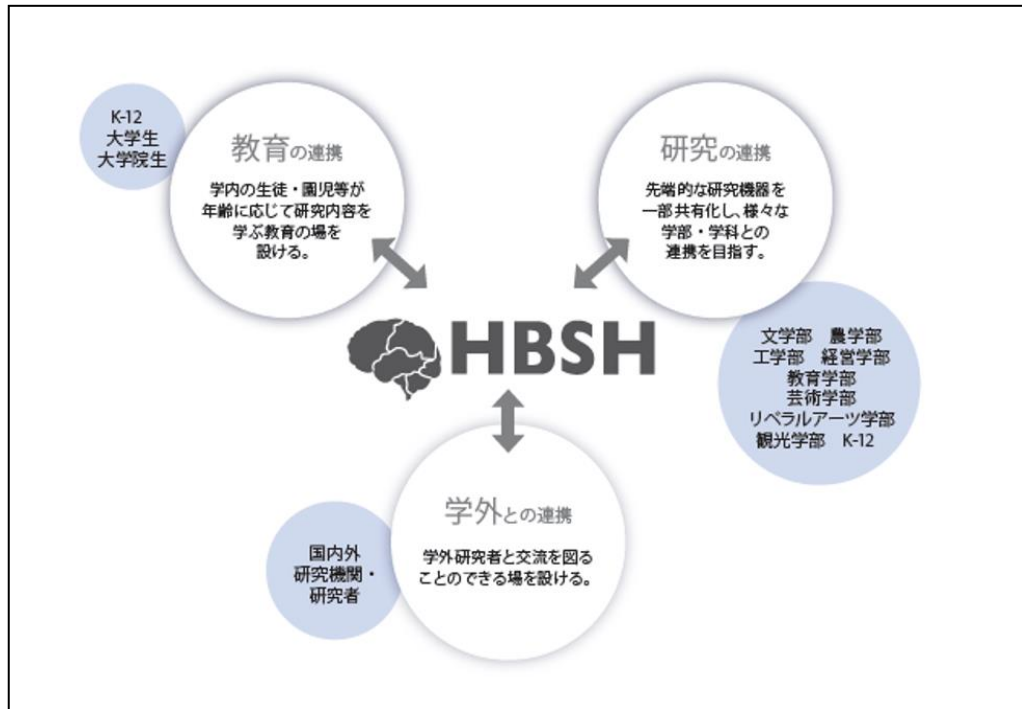 K-12
大学生
大学院生
教育の連携
学内の生徒・園児等が
年齢に応じて研究内容を
学ぶ教育の場を
設ける。
研究の連携
先端的な研究機器を
一部共有化し、様々な
学部・学科との
連携を目指す。
HBSH
文学部 農学部
工学部 経営学部
教育学部
芸術学部
リベラルアーツ学部
観光学部 K-12
学外との連携
学外研究者と交流を図る
ことのできる場を設ける。
国内外
研究機関・
研究者